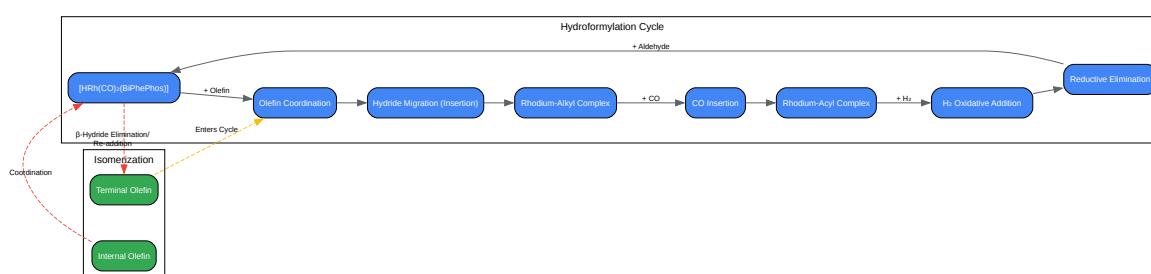 Hydroformylation Cycle
+ Aldehyde
[HRh(CO)₂(BiPhePhos)]
+ Olefin
Olefin Coordination
Hydride Migration (Insertion)
Rhodium-Alkyl Complex
+ CO
CO Insertion
Rhodium-Acyl Complex
+ H₂
H₂ Oxidative Addition
Reductive Elimination
β-Hydride Elimination/
Re-addition
Enters Cycle
Coordination
Isomerization
Terminal Olefin
Internal Olefin